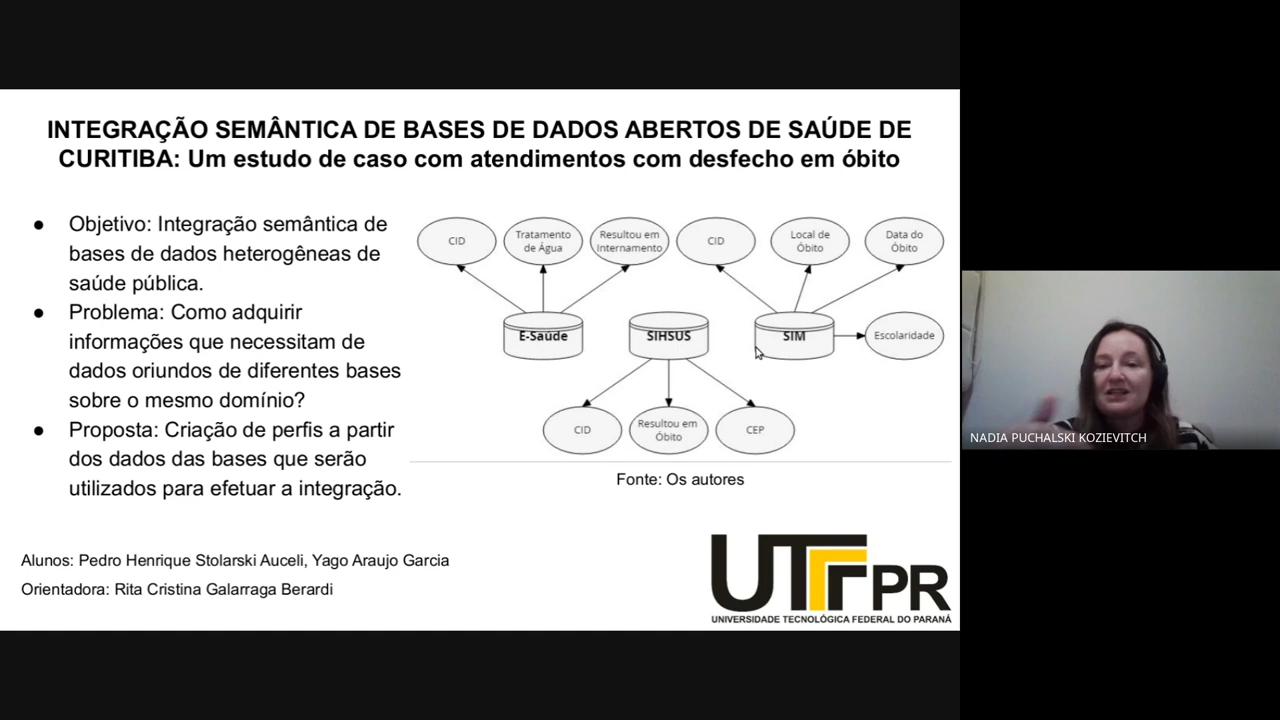 INTEGRAÇÃO SEMÂNTICA DE BASES DE DADOS ABERTOS DE SAÚDE DE
CURITIBA: Um estudo de caso com atendimentos com desfecho em óbito
● Objetivo: Integração semântica de
bases de dados heterogêneas de
saúde pública.
● Problema: Como adquirir
informações que necessitam de
dados oriundos de diferentes bases
sobre o mesmo domínio?
● Proposta: Criação de perfis a partir
dos dados das bases que serão
utilizados para efetuar a integração.
CID
Tratamento
de Água
Resultou em
Internamento
CID
Local de
Óbito
Data do
Óbito
E-Saúde
SIHSUS
SIM
Escolaridade
CID
Resultou em
Óbito
CEP
Fonte: Os autores
Alunos: Pedro Henrique Stolarski Auceli, Yago Araujo Garcia
Orientadora: Rita Cristina Galarraga Berardi
UTFPR
UNIVERSIDADE TECNOLÓGICA FEDERAL DO PARANÁ
NADIA PUCHALSKI KOZIEVITCH